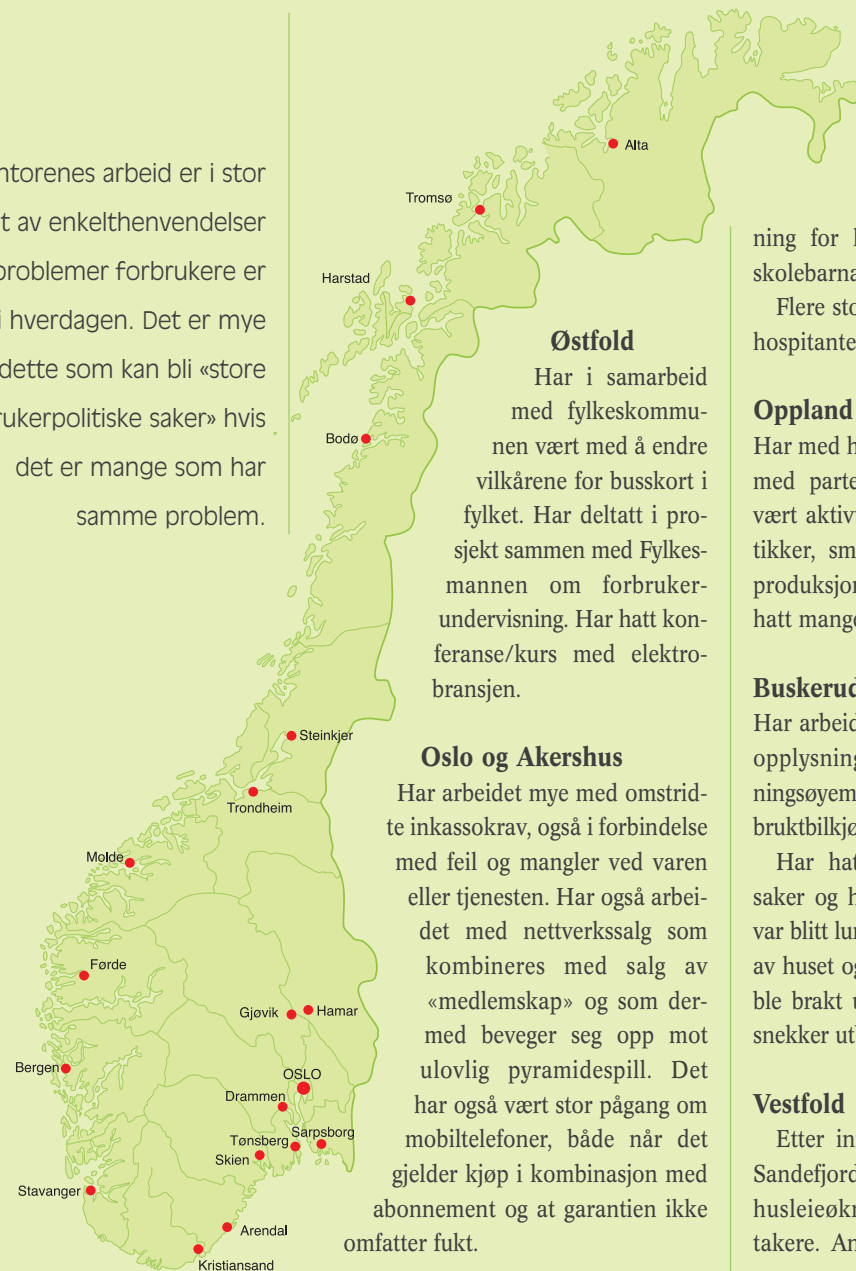 ntorenes arbeid er i stor
t av enkelthenvendelser
problemer forbrukere er
i hverdagen. Det er mye
dette som kan bli «store
rukerpolitiske saker» hvis
det er mange som har
samme problem.
Alta
Tromsø
Harstad
Bodø
Steinkjer
Trondheim
Molde
Førde
Gjøvik
Hamar
Bergen
OSLO
Drammen
Tønsberg
Sarpsborg
Skien
Stavanger
Arendal
Kristiansand
Østfold
Har i samarbeid
med fylkeskommu-
nen vært med å endre
vilkårene for busskort i
fylket. Har deltatt i pro-
sjekt sammen med Fylkes-
mannen om forbruker-
undervisning. Har hatt kon-
feranse/kurs med elektro-
bransjen.
Oslo og Akershus
Har arbeidet mye med omstrid-
te inkassokrav, også i forbindelse
med feil og mangler ved varen
eller tjenesten. Har også arbei-
det med nettverkssalg som
kombineres med salg av
«medlemskap» og som der-
med beveger seg opp mot
ulovlig pyramidespill. Det
har også vært stor pågang om
mobiltelefoner, både når det
gjelder kjøp i kombinasjon med
abonnement og at garantien ikke
omfatter fukt.
ning for
skolebarna
Flere sto
hospitante
Oppland
Har med h
med parte
vært aktiv
tikker, sm
produksjon
hatt mange
Buskerud
Har arbeid
opplysning
ningsøyem
bruktbilkjø
Har hat
saker og h
var blitt lur
av huset og
ble brakt u
snekker ut
Vestfold
Etter in
Sandefjord
husleieøkn
takere. An